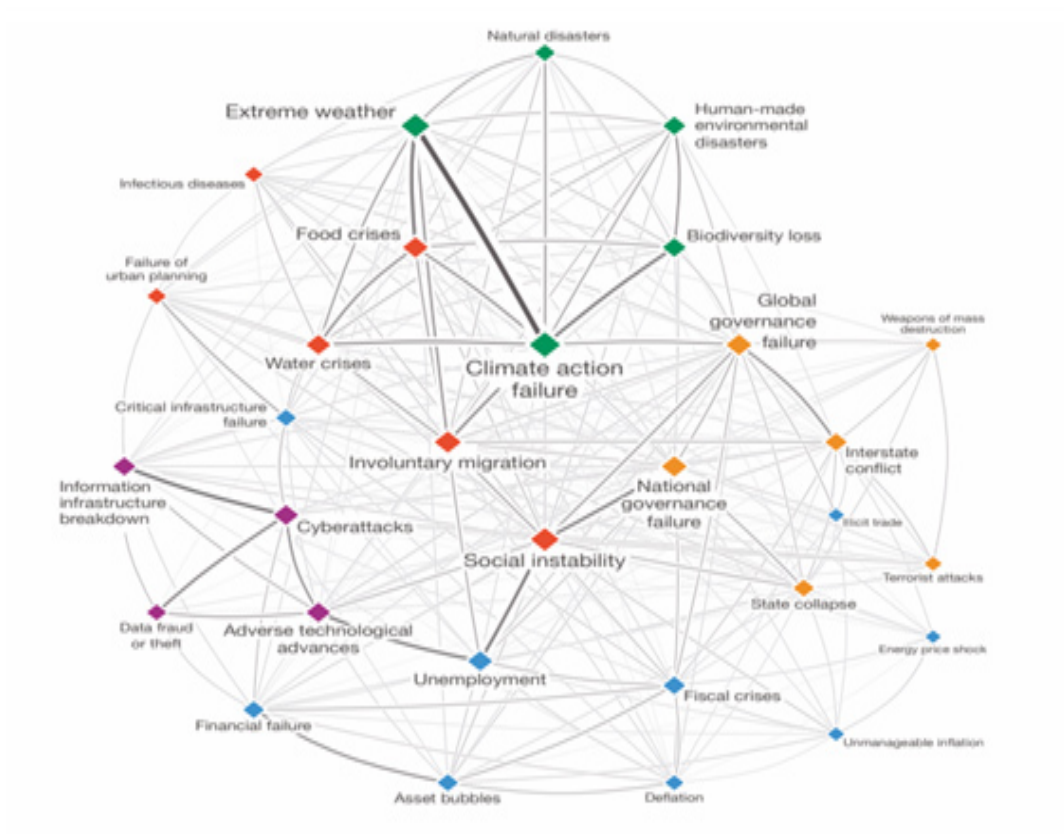 Natural disasters
Extreme weather
Human-made
environmental
disasters
Infectious diseases
Food crises
Biodiversity loss
Failure of
urban planning
Global
governance
failure
Weapons of mass
destruction
Water crises
Climate action
failure
Critical infrastructure
failure
Involuntary migration
Interstate
conflict
Information
infrastructure
breakdown
National
governance
failure
Cyberattacks
Illicit trade
Social instability
Terrorist attacks
State collapse
Data fraud
or theft
Adverse technological
advances
Energy price shock
Unemployment
Fiscal crises
Financial failure
Unmanageable inflation
Asset bubbles
Deflation